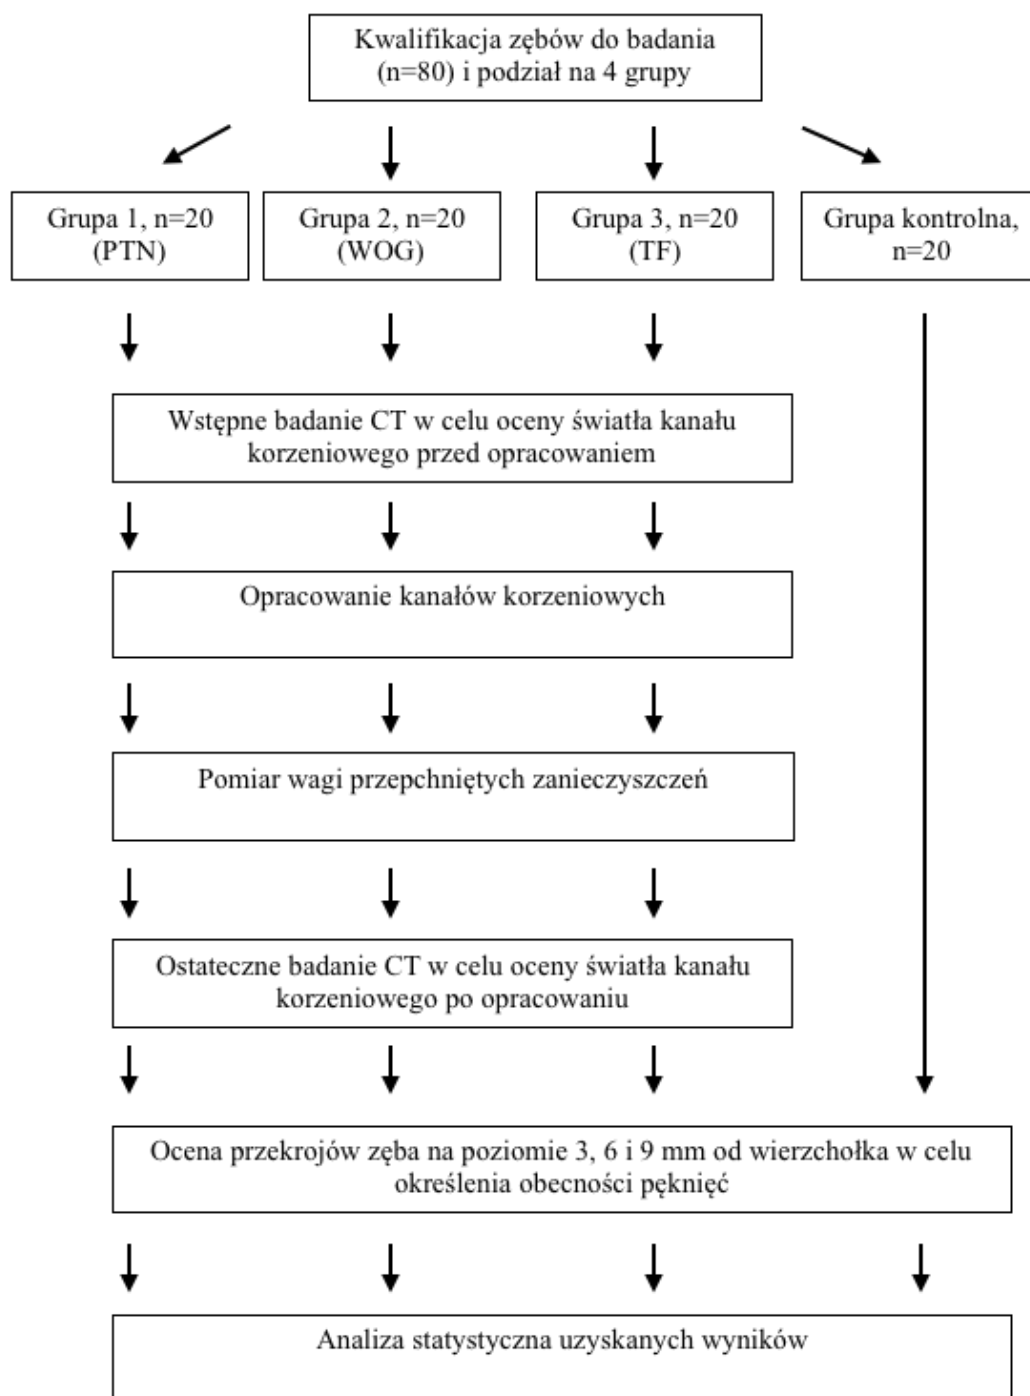 Kwalifikacja zębów do badania
(n=80) i podział na 4 grupy
Grupa 1, n=20
(PTN)
Grupa 2, n=20
(WOG)
Grupa 3, n=20
(TF)
Grupa kontrolna,
n=20
Wstępne badanie CT w celu oceny światła kanału
korzeniowego przed opracowaniem
Opracowanie kanałów korzeniowych
Pomiar wagi przepchniętych zanieczyszczeń
Ostateczne badanie CT w celu oceny światła kanału
korzeniowego po opracowaniu
Ocena przekrojów zęba na poziomie 3, 6 i 9 mm od wierzchołka w celu
określenia obecności pęknięć
Analiza statystyczna uzyskanych wyników